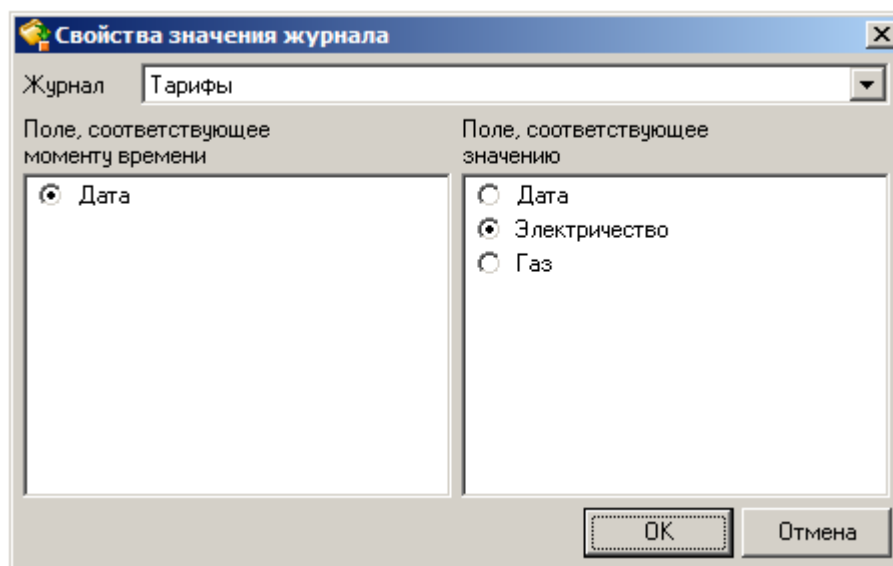 Свойства значения журнала
Журнал Тарифы
Поле, соответствующее
моменту времени
Поле, соответствующее
значению
Дата
Дата
Электричество
Газ
OK Отмена